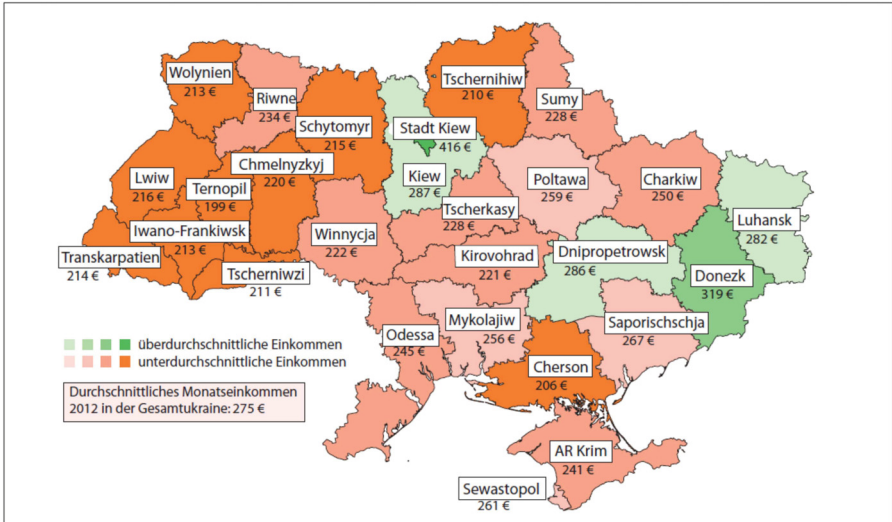 Wolynien
213 €
Riwne
234 €
Schytomyr
215 €
Tschernihiw
210 €
Sumy
228 €
Stadt Kiew
416 €
Kiew
287 €
Lwiw
216 €
Ternopil
199 €
Chmelnyzkyj
220 €
Iwano-Frankiwsk
213 €
Transkarpatien
214 €
Tscherniwzi
211 €
Winnycja
222 €
Tscherkasy
228 €
Kirovohrad
221 €
Poltawa
259 €
Charkiw
250 €
Luhansk
282 €
Dnipropetrowsk
286 €
Donezk
319 €
Saporischschja
267 €
Mykolajiw
256 €
Odessa
245 €
Cherson
206 €
AR Krim
241 €
Sewastopol
261 €
überdurchschnittliche Einkommen
unterdurchschnittliche Einkommen
Durchschnittliches Monatseinkommen
2012 in der Gesamtukraine: 275 €